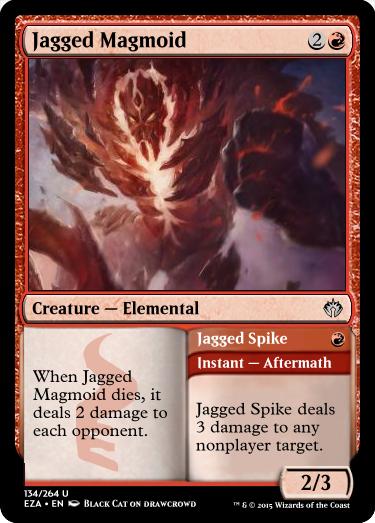 Jagged Magmoid 2
Creature — Elemental
When Jagged
Magmoid dies, it
deals 2 damage to
each opponent.
Jagged Spike
Instant — Aftermath
Jagged Spike deals
3 damage to any
nonplayer target.
2/3
134/264 U
EZA • EN Black Cat on drawcrowd
™ & © 2015 Wizards of the Coast